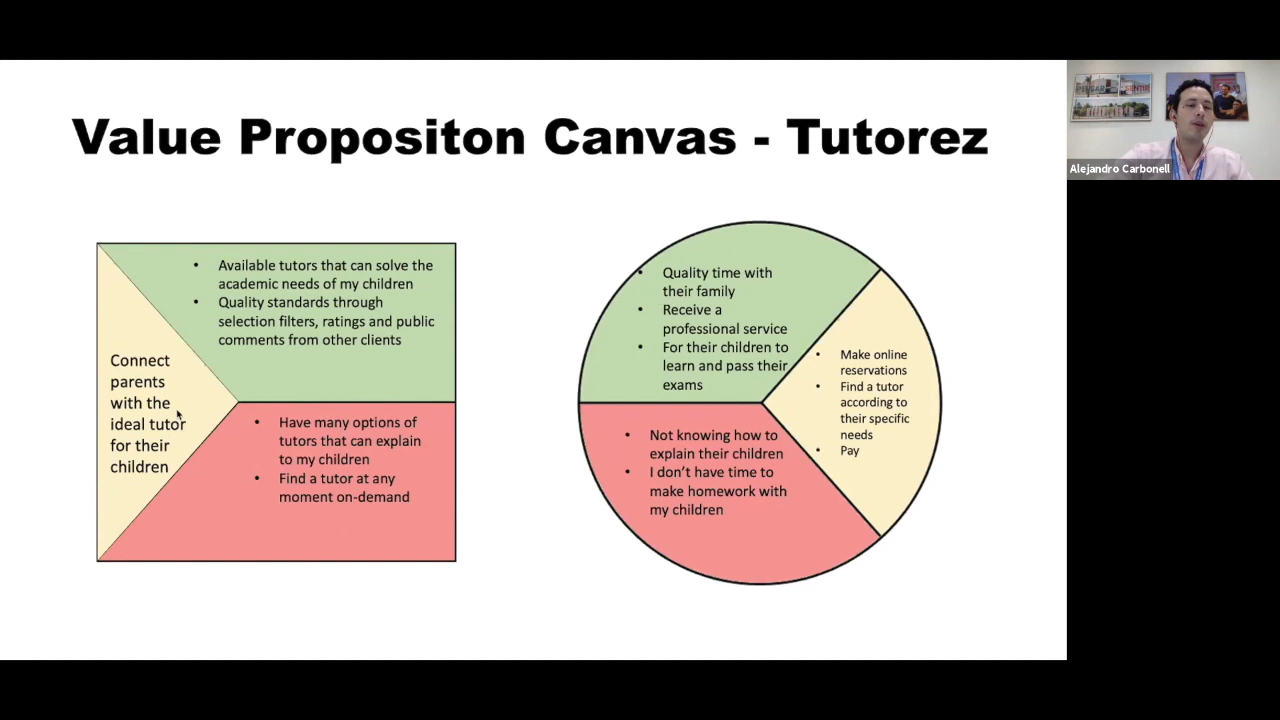 Value Propositon Canvas - Tutorez
• Available tutors that can solve the
academic needs of my children
• Quality standards through
selection filters, ratings and public
comments from other clients
Connect
parents
with the
ideal tutor
for their
children
• Have many options of
tutors that can explain
to my children
• Find a tutor at any
moment on-demand
• Quality time with
their family
• Receive a
professional service
• For their children to
learn and pass their
exams
• Make online
reservations
• Find a tutor
according to
their specific
needs
• Pay
• Not knowing how to
explain their children
• I don't have time to
make homework with
my children
PENSAR
SENTIR
Alejandro Carbonell